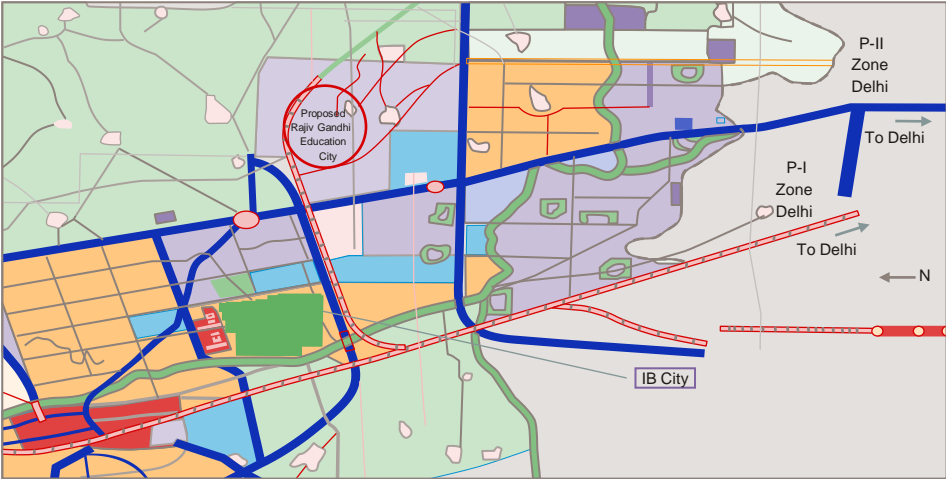 P-II
Zone
Delhi
Proposed
Rajiv Gandhi
Education
City
To Delhi
P-I
Zone
Delhi
To Delhi
N
IB City